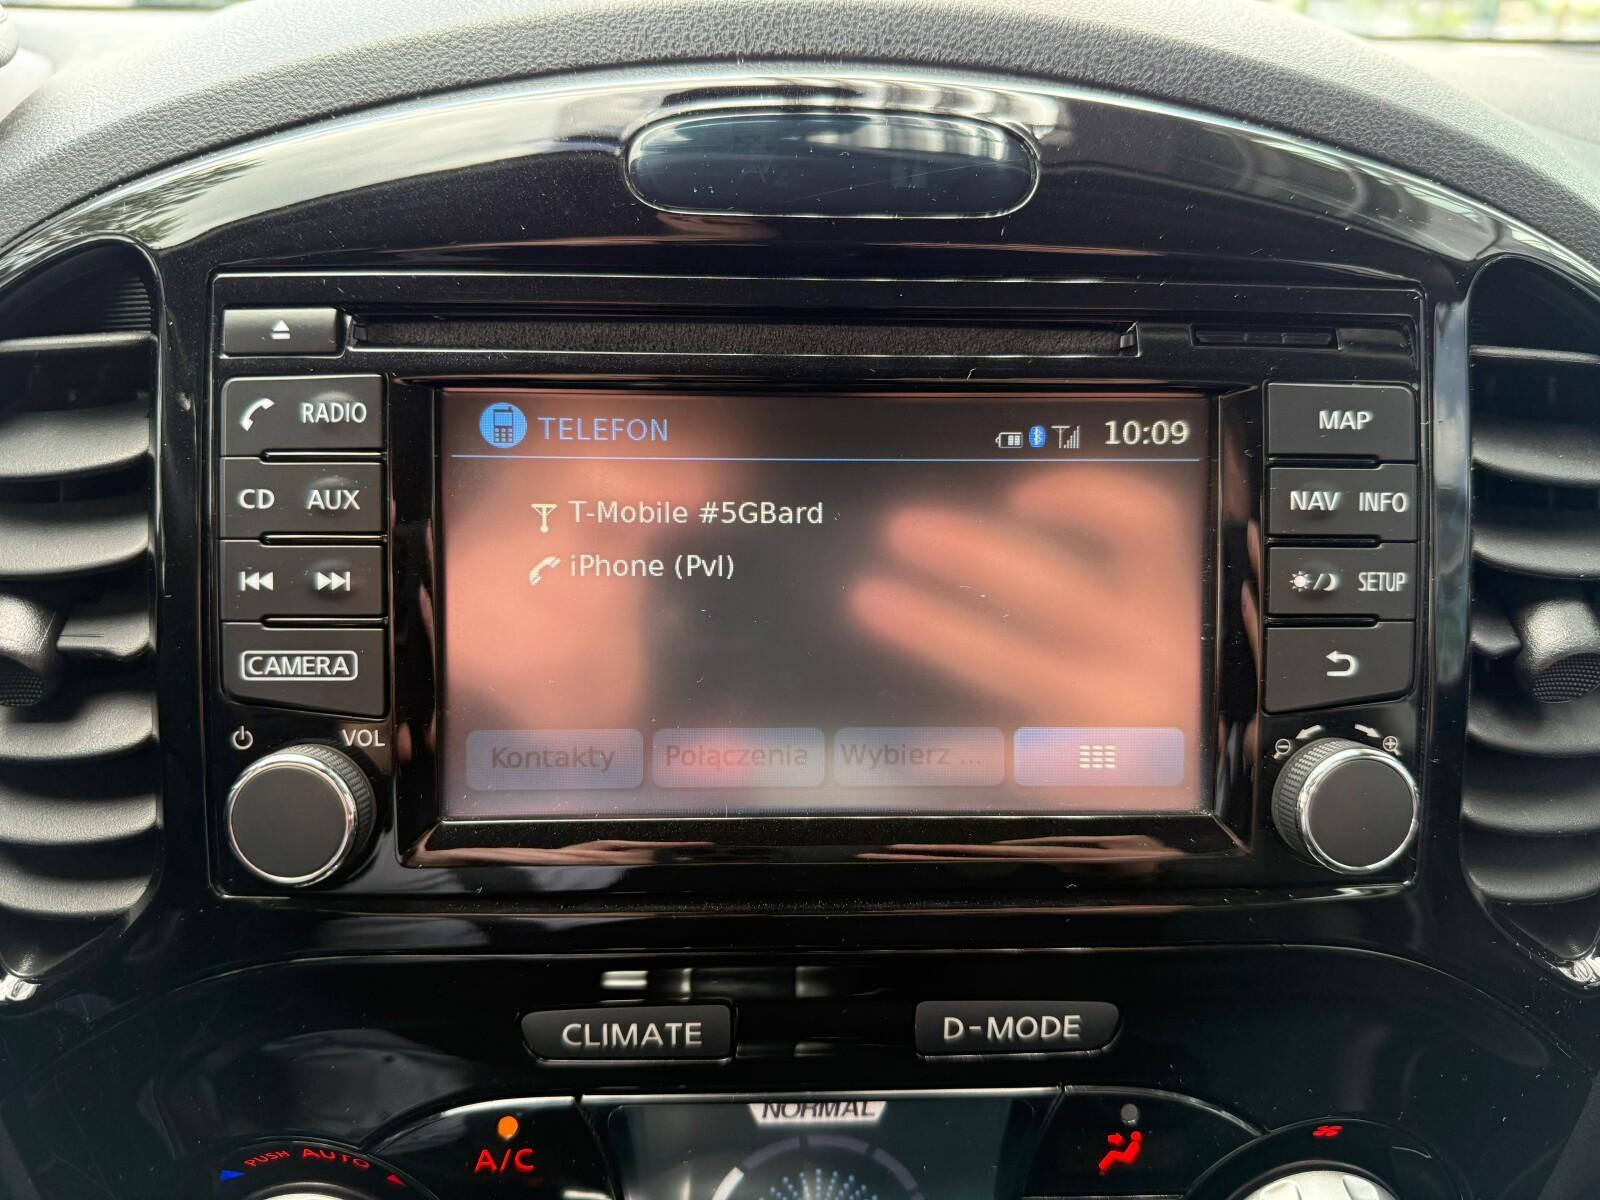 RADIO
CD AUX
CAMERA
VOL
TELEFON
10:09
T-Mobile #5GBard
iPhone (Pvl)
Kontakty Połączenia Wybierz ...
MAP
NAV INFO
SETUP
CLIMATE D-MODE
NORMAL
PUSH AUTO
A/C